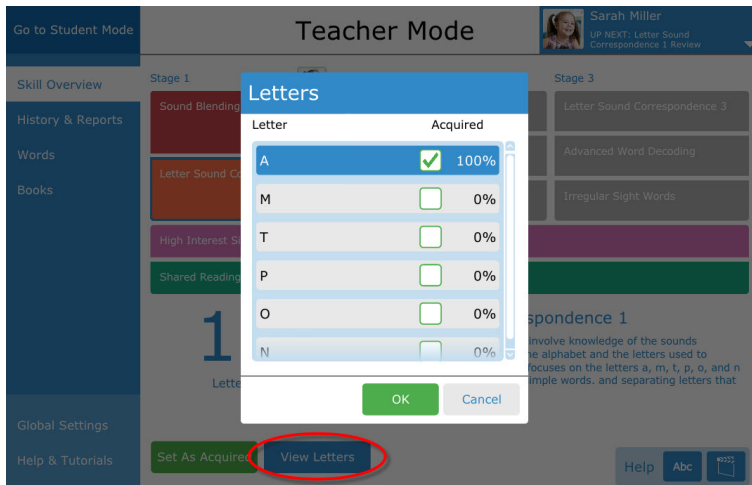 Go to Student Mode
Teacher Mode
Sarah Miller
UP NEXT: Letter Sound
Correspondence 1 Review
Skill Overview
History & Reports
Words
Books
Global Settings
Help & Tutorials
Stage 1
Stage 3
Sound Blending
Letter Sound
High Interest
Shared Reading
Letter Sound Correspondence 3
Advanced Word Decoding
Irregular Sight Words
Letters
Letter Acquired
A 100%
M 0%
T 0%
P 0%
O 0%
N 0%
OK Cancel
1
1
involve knowledge of the sounds
alphabet and the letters used to
focuses on the letters a, m, t, p, o, and n
words. and separating letters that
Set As Acquired
View Letters
Help Abc